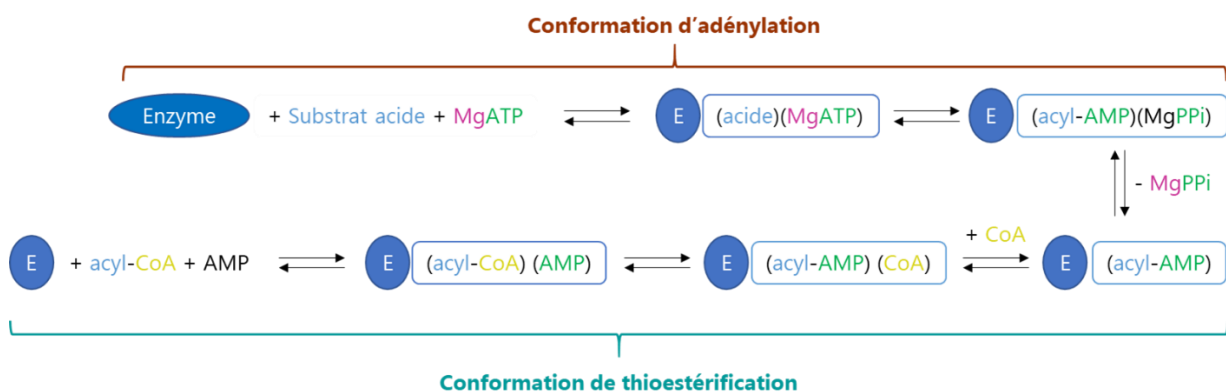 Conformation d’adénylation
Enzyme + Substrat acide + MgATP E (acide)(MgATP) E (acyl-AMP)(MgPPi)
- MgPPi
+ CoA
E + acyl-CoA + AMP E (acyl-CoA) (AMP) E (acyl-AMP) (CoA) E (acyl-AMP)
Conformation de thioestérification